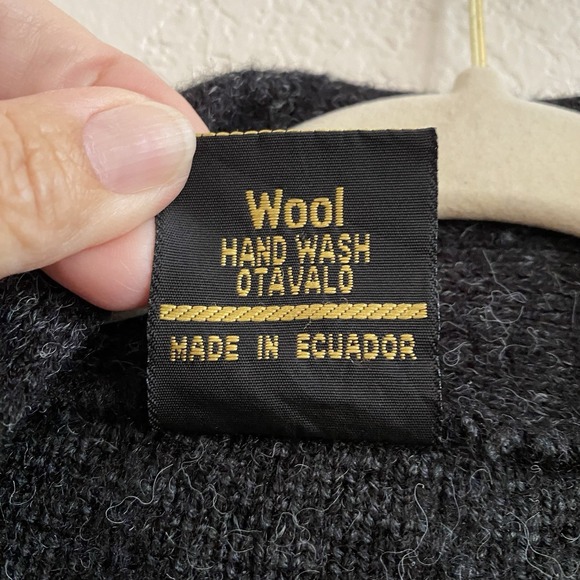 Wool
HAND WASH
OTAVALO
MADE IN ECUADOR